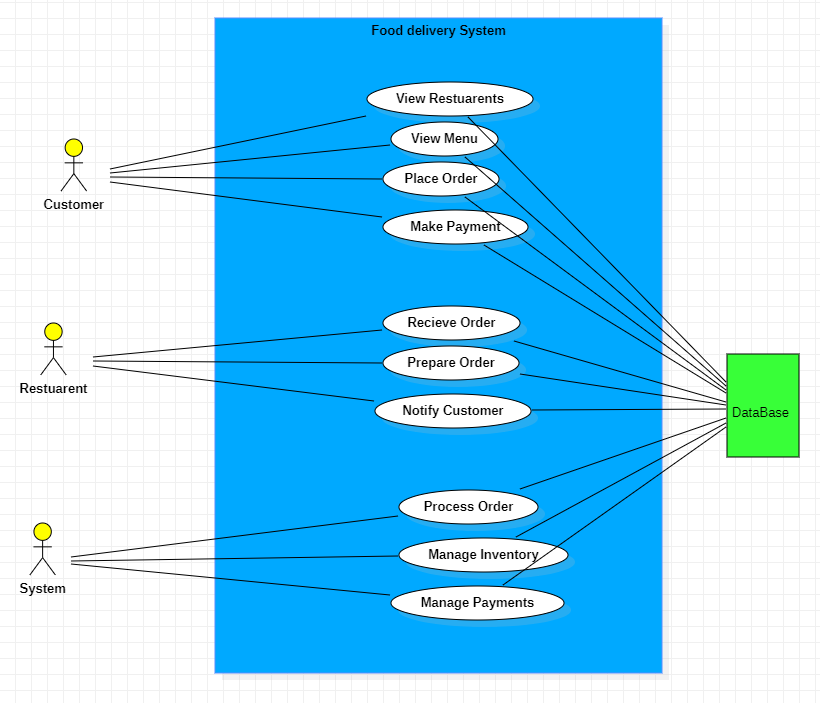 Food delivery System
View Restuarents
View Menu
Place Order
Make Payment
Customer
Recieve Order
Prepare Order
Notify Customer
Restuarent
DataBase
Process Order
Manage Inventory
Manage Payments
System